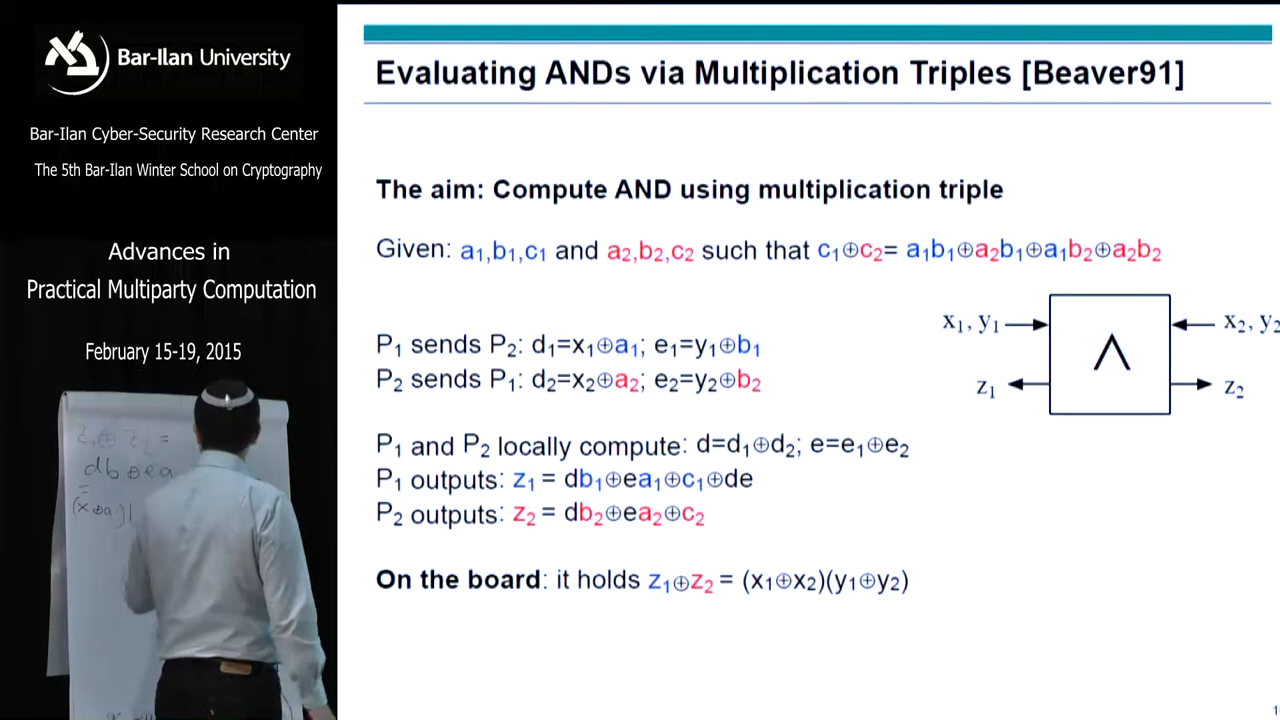 Bar-Ilan University
Bar-Ilan Cyber-Security Research Center
The 5th Bar-Ilan Winter School on Cryptography
Advances in
Practical Multiparty Computation
February 15-19, 2015
z₁⊕z₂=
db⊕ea
=
(x⊕a)
Evaluating ANDs via Multiplication Triples [Beaver91]
The aim: Compute AND using multiplication triple
Given: a₁,b₁,c₁ and a₂,b₂,c₂ such that c₁⊕c₂= a₁b₁⊕a₂b₁⊕a₁b₂⊕a₂b₂
x₁, y₁ x₂, y₂
∧
z₁ z₂
P₁ sends P₂: d₁=x₁⊕a₁; e₁=y₁⊕b₁
P₂ sends P₁: d₂=x₂⊕a₂; e₂=y₂⊕b₂
P₁ and P₂ locally compute: d=d₁⊕d₂; e=e₁⊕e₂
P₁ outputs: z₁ = db₁⊕ea₁⊕c₁⊕de
P₂ outputs: z₂ = db₂⊕ea₂⊕c₂
On the board: it holds z₁⊕z₂ = (x₁⊕x₂)(y₁⊕y₂)